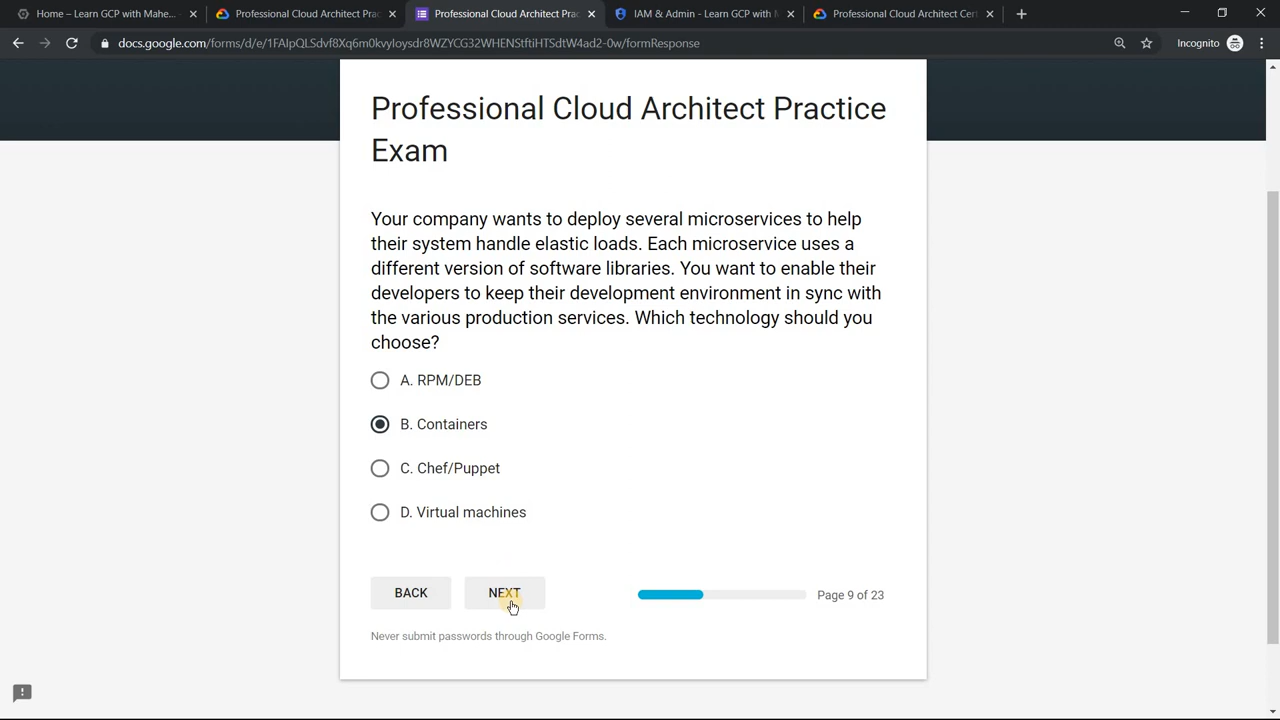 Home – Learn GCP with Mahe...
Professional Cloud Architect Prac
Professional Cloud Architect Prac
IAM & Admin - Learn GCP with M
Professional Cloud Architect Cert
docs.google.com/forms/d/e/1FAIpQLSdvf8Xq6m0kvyIoysdr8WZYCG32WHENStftiHTSdtW4ad2-0w/formResponse
Incognito
Professional Cloud Architect Practice
Exam
Your company wants to deploy several microservices to help
their system handle elastic loads. Each microservice uses a
different version of software libraries. You want to enable their
developers to keep their development environment in sync with
the various production services. Which technology should you
choose?
A. RPM/DEB
B. Containers
C. Chef/Puppet
D. Virtual machines
BACK
NEXT
Page 9 of 23
Never submit passwords through Google Forms.